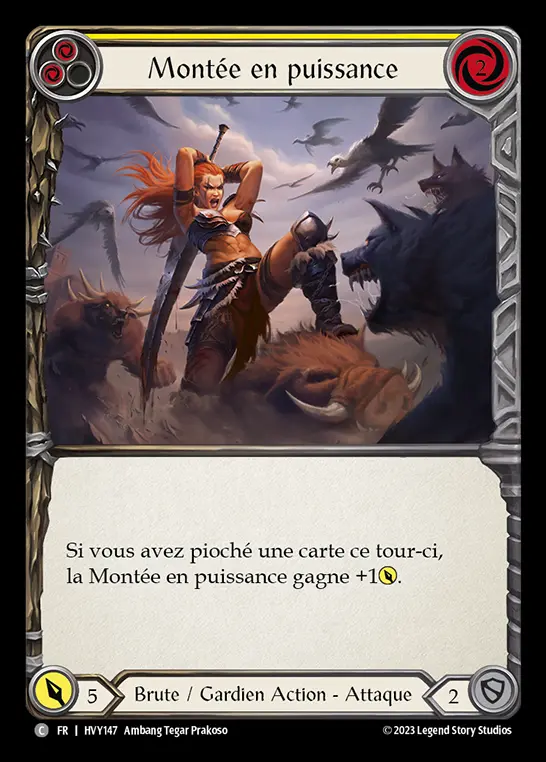 Montée en puissance
2
Si vous avez pioché une carte ce tour-ci,
la Montée en puissance gagne +1.
5
Brute / Gardien Action - Attaque
2
C FR | HVY147 Ambang Tegar Prakoso
© 2023 Legend Story Studios